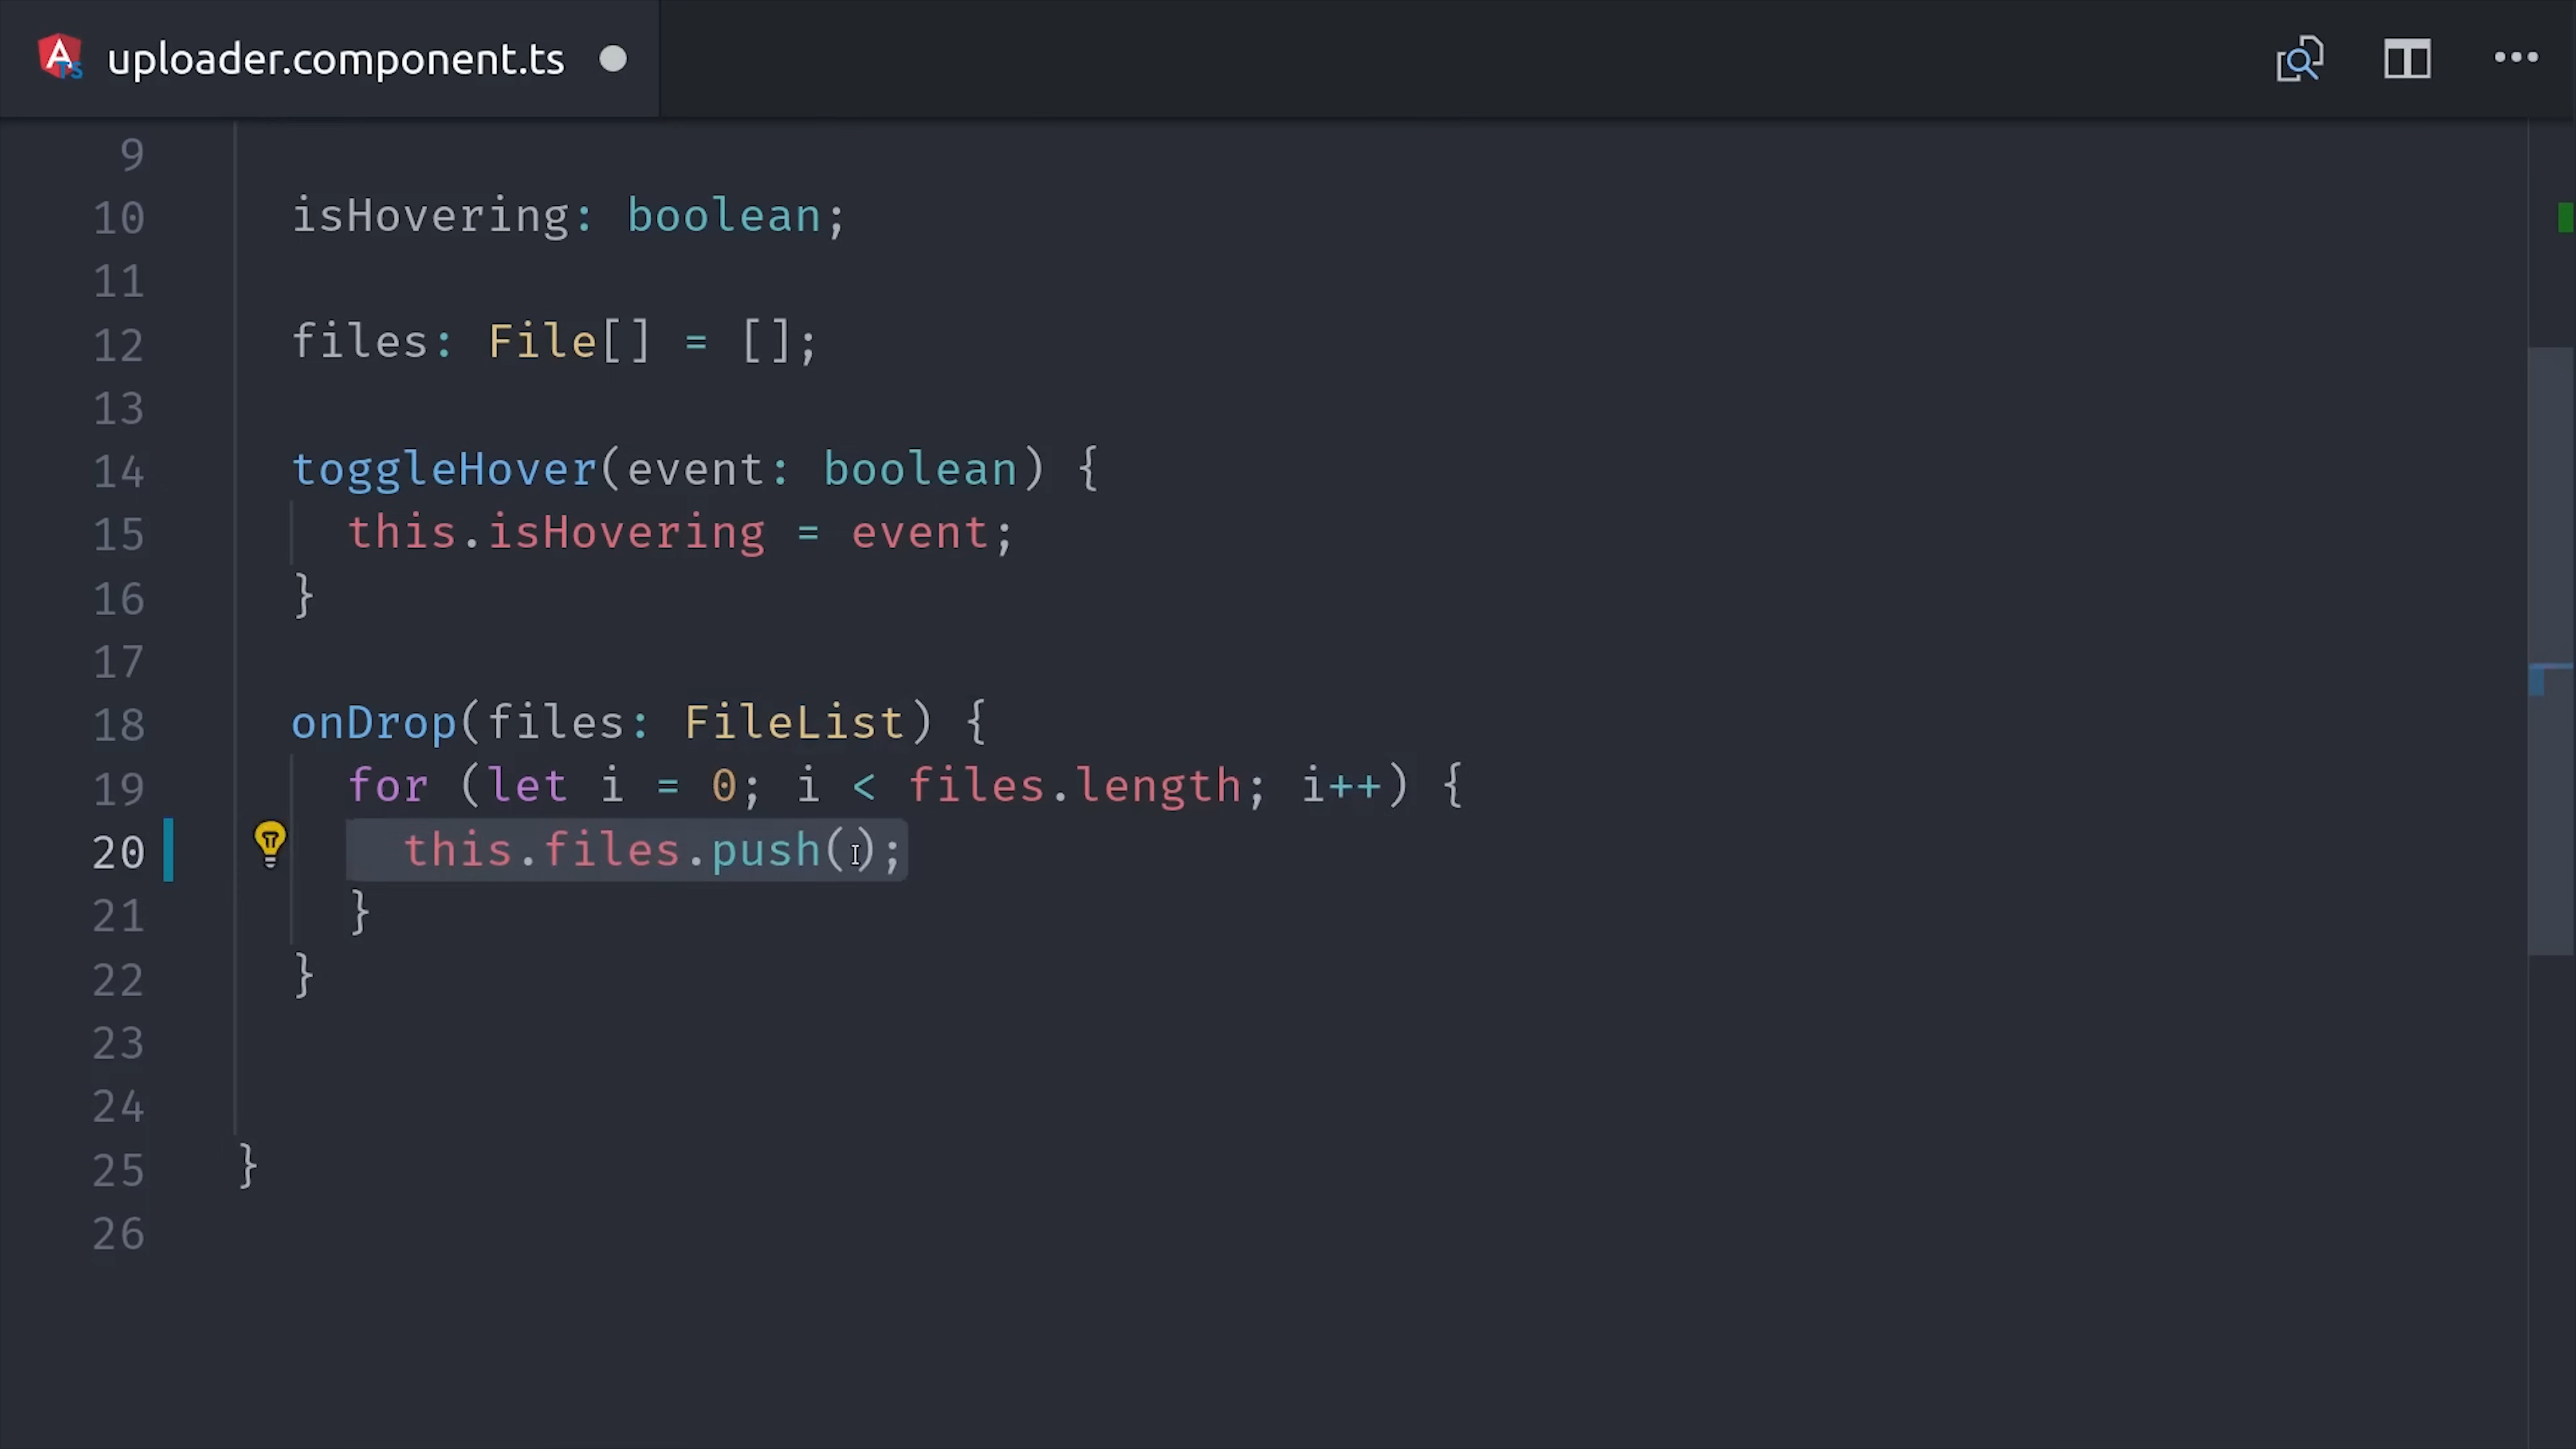 uploader.component.ts
9
10 isHovering: boolean;
11
12 files: File[] = [];
13
14 toggleHover(event: boolean) {
15 this.isHovering = event;
16 }
17
18 onDrop(files: FileList) {
19 for (let i = 0; i < files.length; i++) {
20 this.files.push();
21 }
22 }
23
24
25 }
26